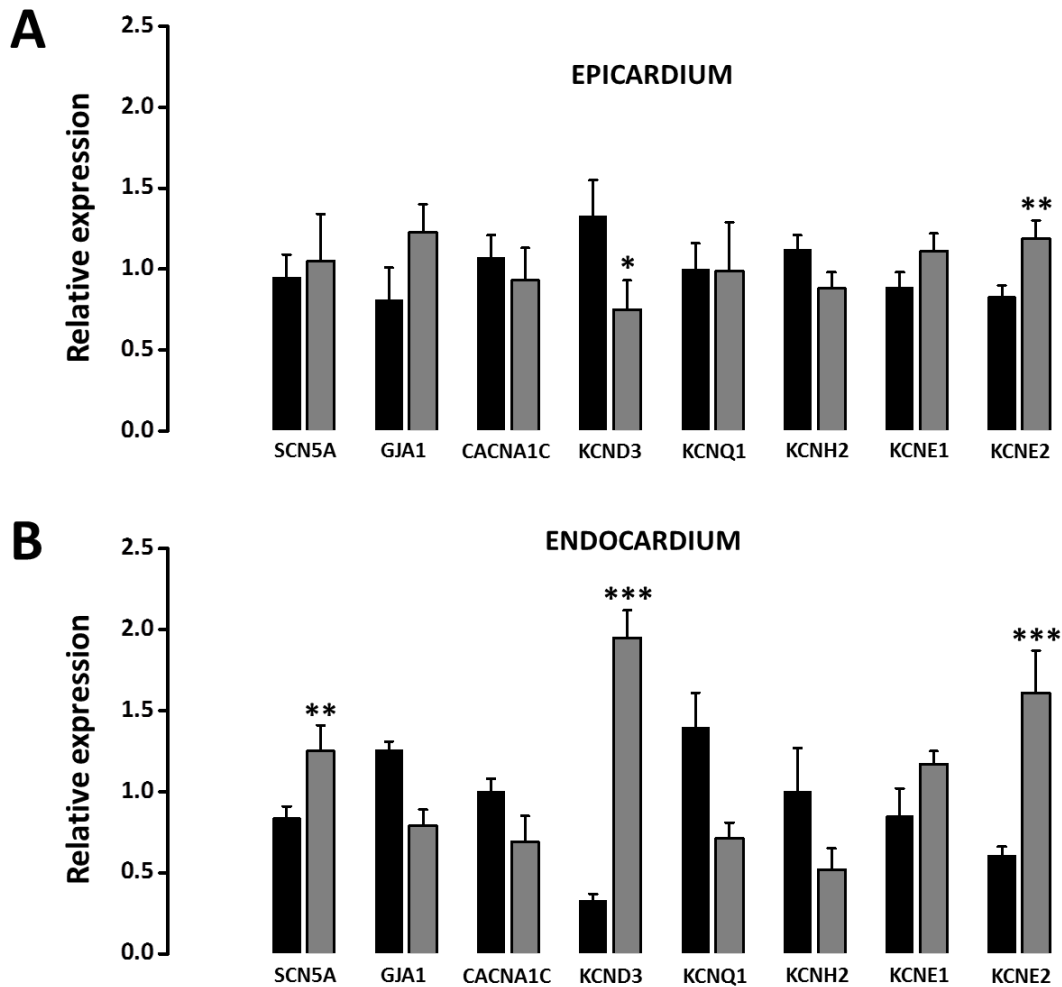 A
EPICARDIUM
Relative expression
2.5
2.0
1.5
1.0
0.5
0.0
*
**
SCN5A GJA1 CACNA1C KCND3 KCNQ1 KCNH2 KCNE1 KCNE2
B
ENDOCARDIUM
Relative expression
2.5
2.0
1.5
1.0
0.5
0.0
**
***
***
SCN5A GJA1 CACNA1C KCND3 KCNQ1 KCNH2 KCNE1 KCNE2